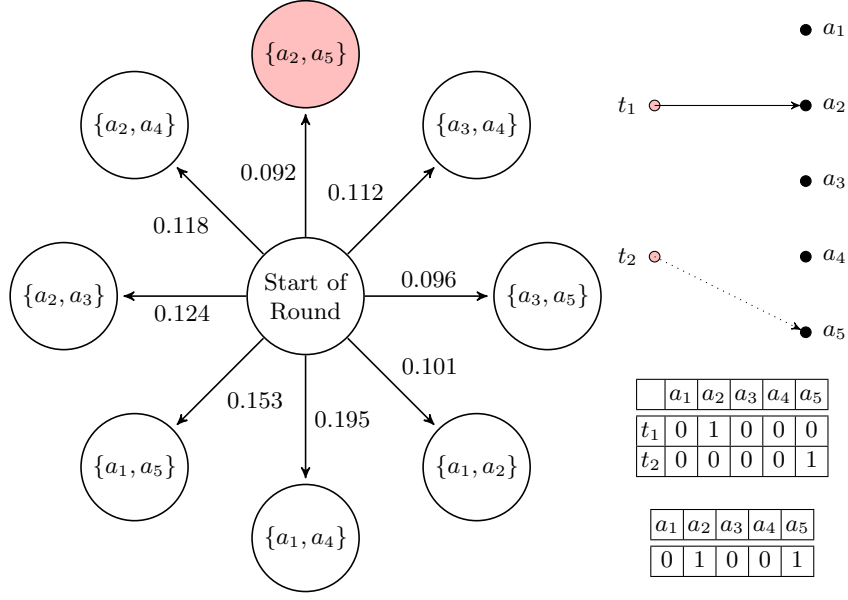 {a₂, a₅}
{a₂, a₄}
{a₃, a₄}
0.092
0.112
0.118
{a₂, a₃}
0.124
Start of
Round
0.096
{a₃, a₅}
0.153
0.195
0.101
{a₁, a₅}
{a₁, a₄}
{a₁, a₂}
a₁
t₁ a₂
a₃
t₂ a₄
a₅
a₁ a₂ a₃ a₄ a₅
t₁ 0 1 0 0 0
t₂ 0 0 0 0 1
a₁ a₂ a₃ a₄ a₅
0 1 0 0 1